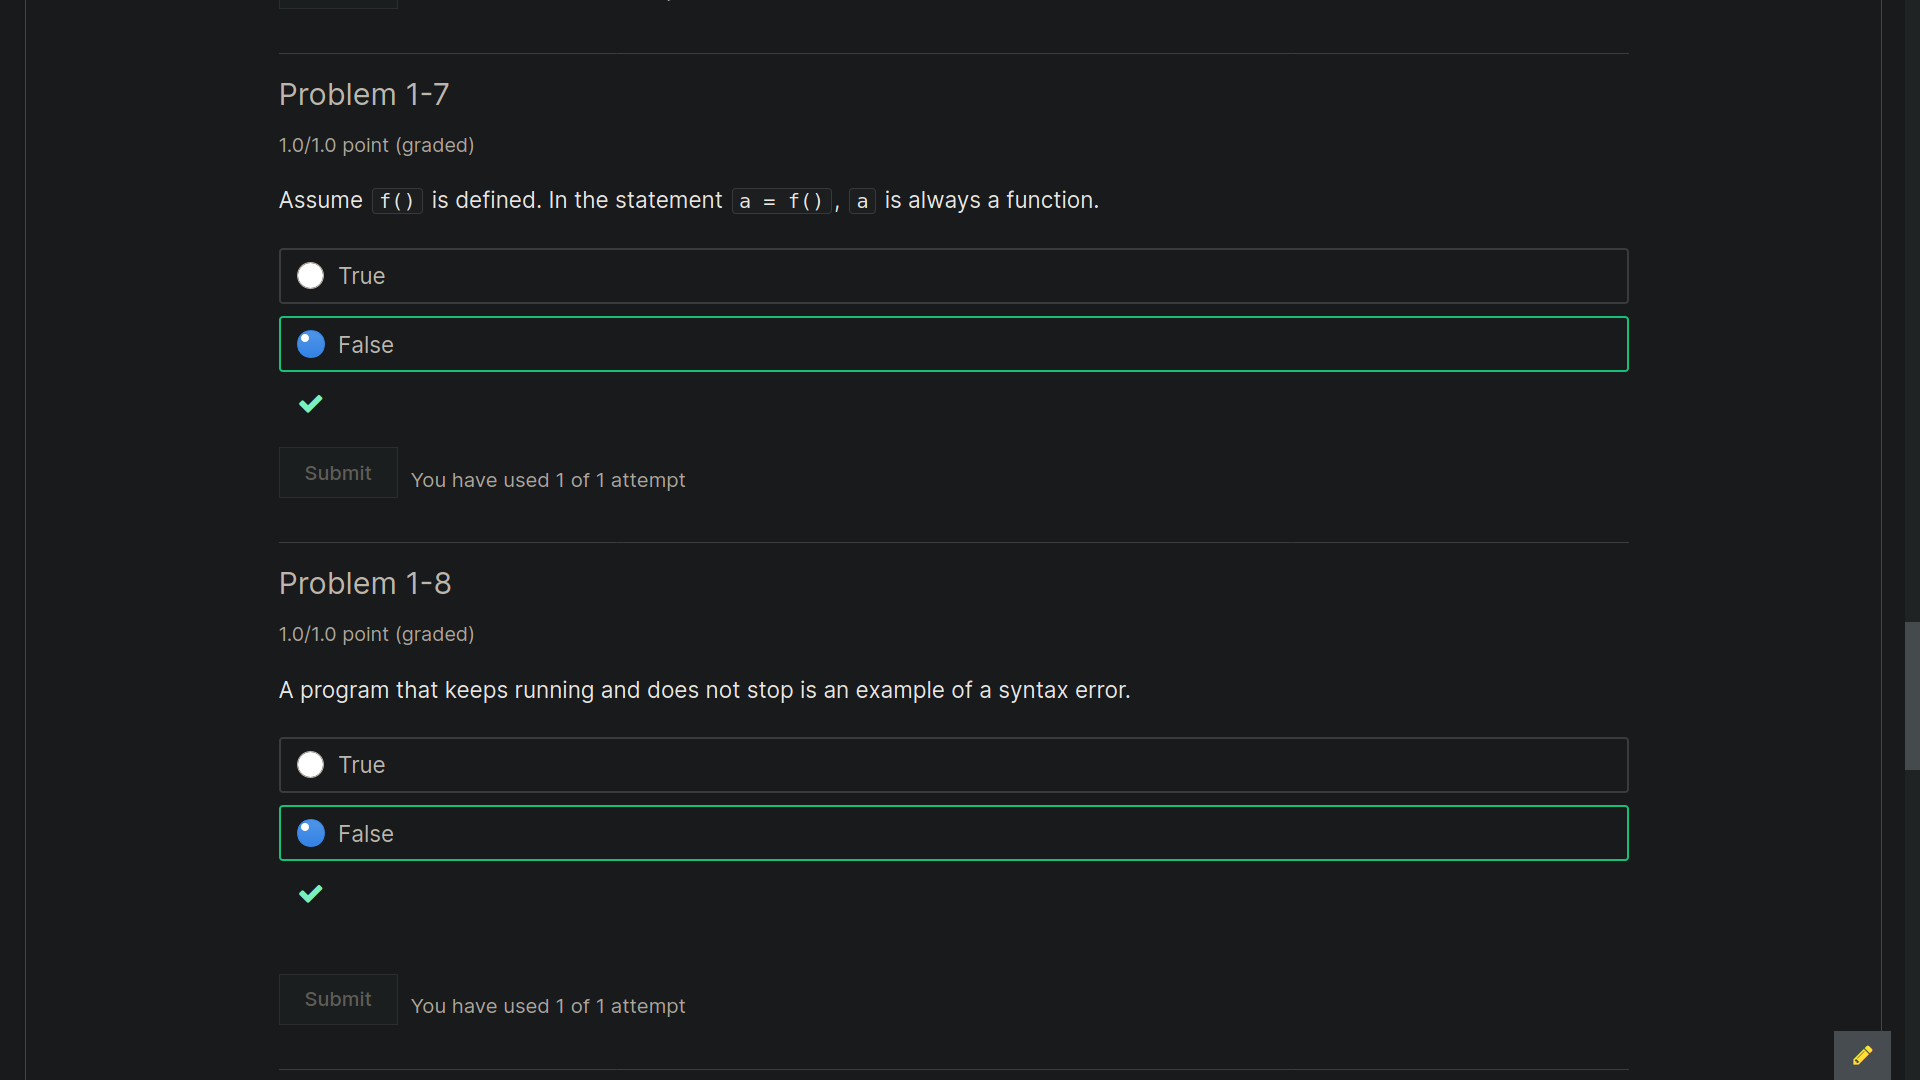 Problem 1-7
1.0/1.0 point (graded)
Assume f() is defined. In the statement a = f(), a is always a function.
True
False
Submit You have used 1 of 1 attempt
Problem 1-8
1.0/1.0 point (graded)
A program that keeps running and does not stop is an example of a syntax error.
True
False
Submit You have used 1 of 1 attempt